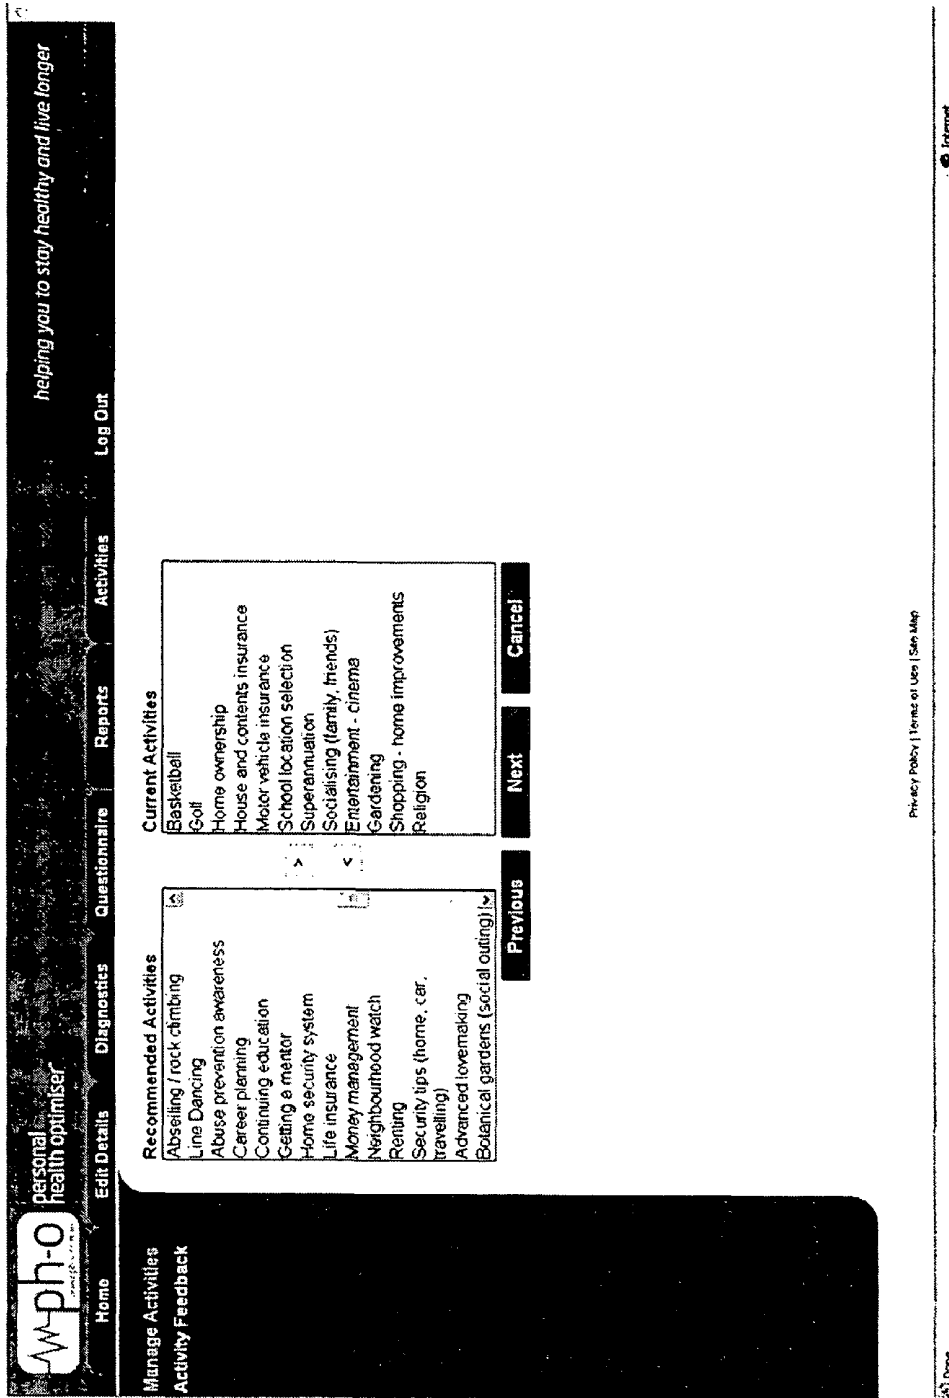 ph-O
personal
health optimiser
helping you to stay healthy and live longer
Home
Edit Details
Diagnostics
Questionnaire
Reports
Activities
Log Out
Manage Activities
Activity Feedback
Recommended Activities
Abseiling / rock climbing
Line Dancing
Abuse prevention awareness
Career planning
Continuing education
Getting a mentor
Home security system
Life insurance
Money management
Neighbourhood watch
Renting
Security tips (home, car,
travelling)
Advanced lovemaking
Botanical gardens (social outing)
>
<
Current Activities
Basketball
Golf
Home ownership
House and contents insurance
Motor vehicle insurance
School location selection
Superannuation
Socialising (family, friends)
Entertainment - cinema
Gardening
Shopping - home improvements
Religion
Previous
Next
Cancel
Privacy Policy | Terms of Use | Site Map
Internet